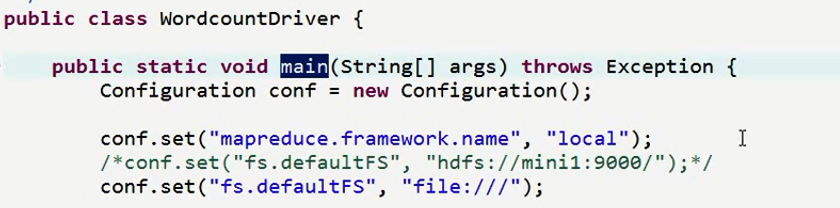 public class WordcountDriver {
public static void main(String[] args) throws Exception {
Configuration conf = new Configuration();
conf.set("mapreduce.framework.name", "local");
/*conf.set("fs.defaultFS", "hdfs://mini1:9000/");*/
conf.set("fs.defaultFS", "file:///");